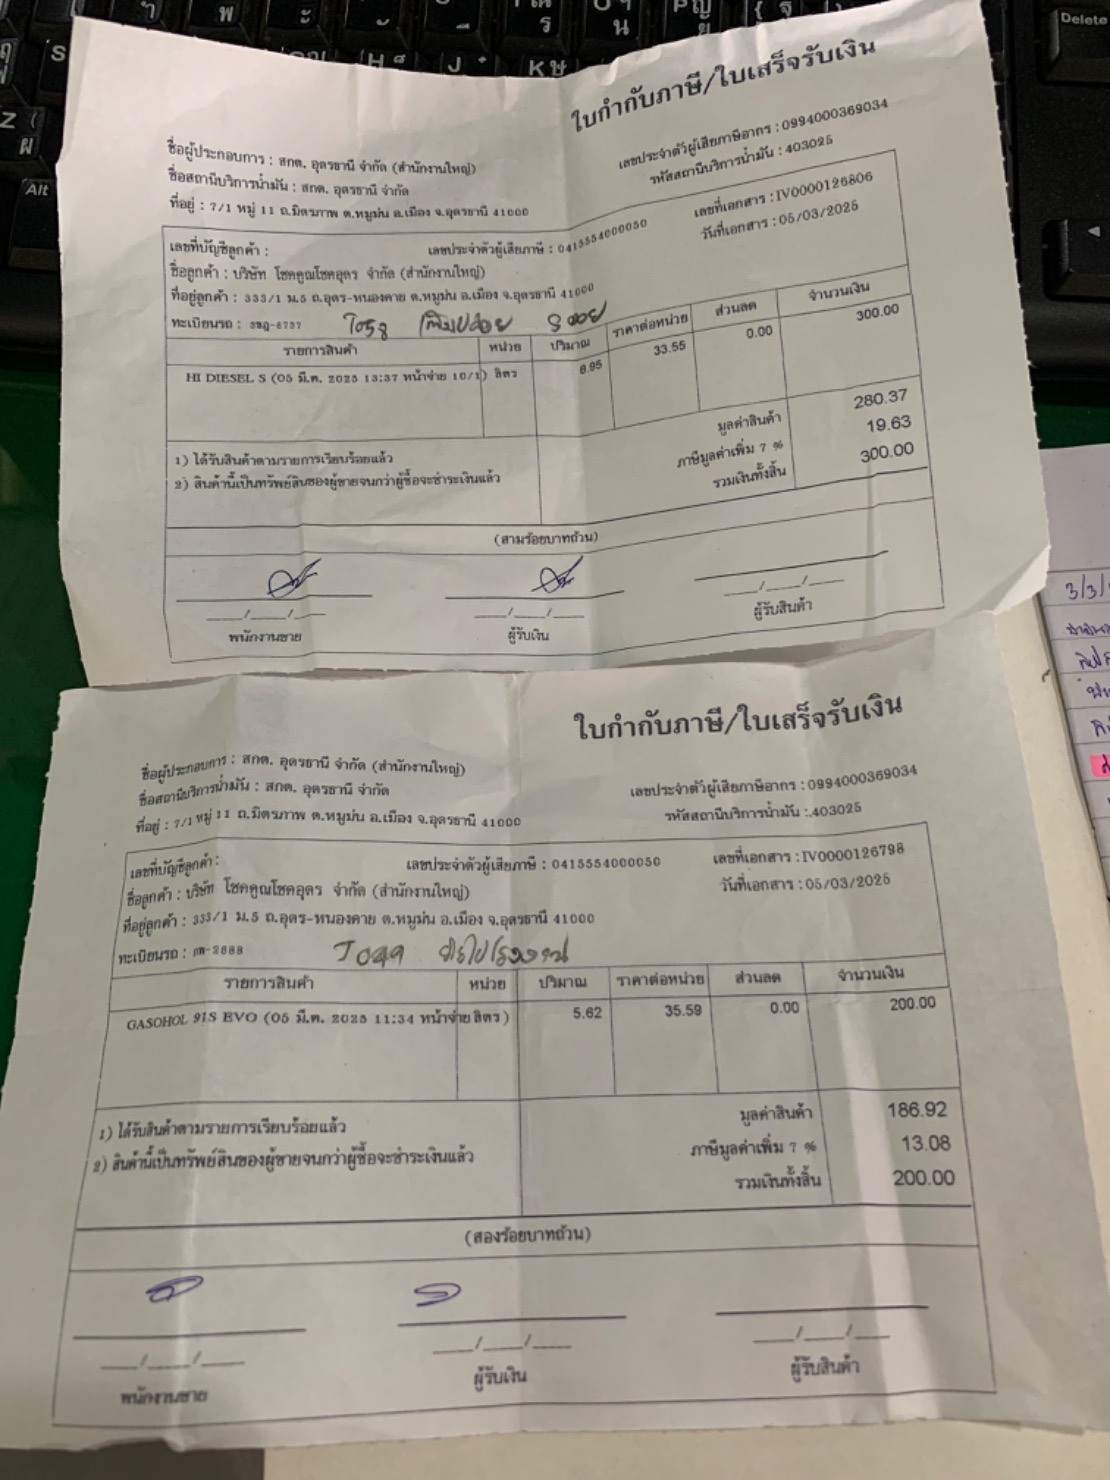 ใบกำกับภาษี/ใบเสร็จรับเงิน
ชื่อผู้ประกอบการ : สกต. อุดรธานี จำกัด (สำนักงานใหญ่)
เลขประจำตัวผู้เสียภาษีอากร : 0994000369034
ชื่อสถานีบริการน้ำมัน : สกต. อุดรธานี จำกัด
รหัสสถานีบริการน้ำมัน : 403025
ที่อยู่ : 7/1 หมู่ 11 ถ.มิตรภาพ ต.หมูม่น อ.เมือง จ.อุดรธานี 41000
เลขที่บัญชีลูกค้า :
เลขประจำตัวผู้เสียภาษี : 0415554000050
เลขที่เอกสาร : IV0000126806
ชื่อลูกค้า : บริษัท โชคคูณโชคอุดร จำกัด (สำนักงานใหญ่)
วันที่เอกสาร : 05/03/2025
ที่อยู่ลูกค้า : 333/1 ม.5 ถ.อุดร-หนองคาย ต.หมูม่น อ.เมือง จ.อุดรธานี 41000
ทะเบียนรถ :
รายการสินค้า หน่วย ปริมาณ ราคาต่อหน่วย ส่วนลด จำนวนเงิน
HI DIESEL S (05 มี.ค. 2025 13:37 หน้าจ่าย 10/1) ลิตร 8.95 33.55 0.00 300.00
มูลค่าสินค้า 280.37
ภาษีมูลค่าเพิ่ม 7 % 19.63
รวมเงินทั้งสิ้น 300.00
1) ได้รับสินค้าตามรายการเรียบร้อยแล้ว
2) สินค้านี้เป็นทรัพย์สินของผู้ขายจนกว่าผู้ซื้อจะชำระเงินแล้ว
(สามร้อยบาทถ้วน)
___/___/___ ___/___/___ ___/___/___
พนักงานขาย ผู้รับเงิน ผู้รับสินค้า
ใบกำกับภาษี/ใบเสร็จรับเงิน
ชื่อผู้ประกอบการ : สกต. อุดรธานี จำกัด (สำนักงานใหญ่)
เลขประจำตัวผู้เสียภาษีอากร : 0994000369034
ชื่อสถานีบริการน้ำมัน : สกต. อุดรธานี จำกัด
รหัสสถานีบริการน้ำมัน : 403025
ที่อยู่ : 7/1 หมู่ 11 ถ.มิตรภาพ ต.หมูม่น อ.เมือง จ.อุดรธานี 41000
เลขที่บัญชีลูกค้า :
เลขประจำตัวผู้เสียภาษี : 0415554000050
เลขที่เอกสาร : IV0000126798
ชื่อลูกค้า : บริษัท โชคคูณโชคอุดร จำกัด (สำนักงานใหญ่)
วันที่เอกสาร : 05/03/2025
ที่อยู่ลูกค้า : 333/1 ม.5 ถ.อุดร-หนองคาย ต.หมูม่น อ.เมือง จ.อุดรธานี 41000
ทะเบียนรถ :
รายการสินค้า หน่วย ปริมาณ ราคาต่อหน่วย ส่วนลด จำนวนเงิน
GASOHOL 91S EVO (05 มี.ค. 2025 11:34 หน้าจ่าย ลิตร) 5.62 35.59 0.00 200.00
มูลค่าสินค้า 186.92
ภาษีมูลค่าเพิ่ม 7 % 13.08
รวมเงินทั้งสิ้น 200.00
1) ได้รับสินค้าตามรายการเรียบร้อยแล้ว
2) สินค้านี้เป็นทรัพย์สินของผู้ขายจนกว่าผู้ซื้อจะชำระเงินแล้ว
(สองร้อยบาทถ้วน)
___/___/___ ___/___/___ ___/___/___
พนักงานขาย ผู้รับเงิน ผู้รับสินค้า
Delete
Alt